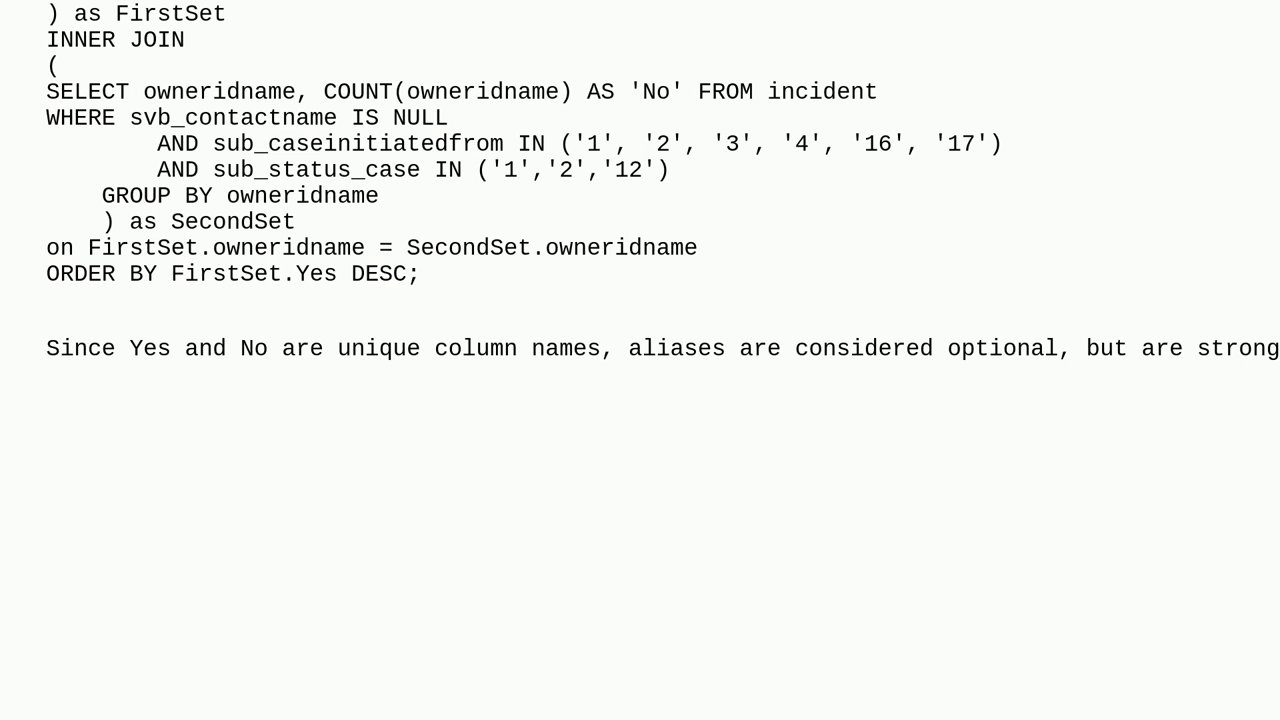 ) as FirstSet
INNER JOIN
(
SELECT owneridname, COUNT(owneridname) AS 'No' FROM incident
WHERE svb_contactname IS NULL
        AND sub_caseinitiatedfrom IN ('1', '2', '3', '4', '16', '17')
        AND sub_status_case IN ('1','2','12')
    GROUP BY owneridname
    ) as SecondSet
on FirstSet.owneridname = SecondSet.owneridname
ORDER BY FirstSet.Yes DESC;
Since Yes and No are unique column names, aliases are considered optional, but are strong